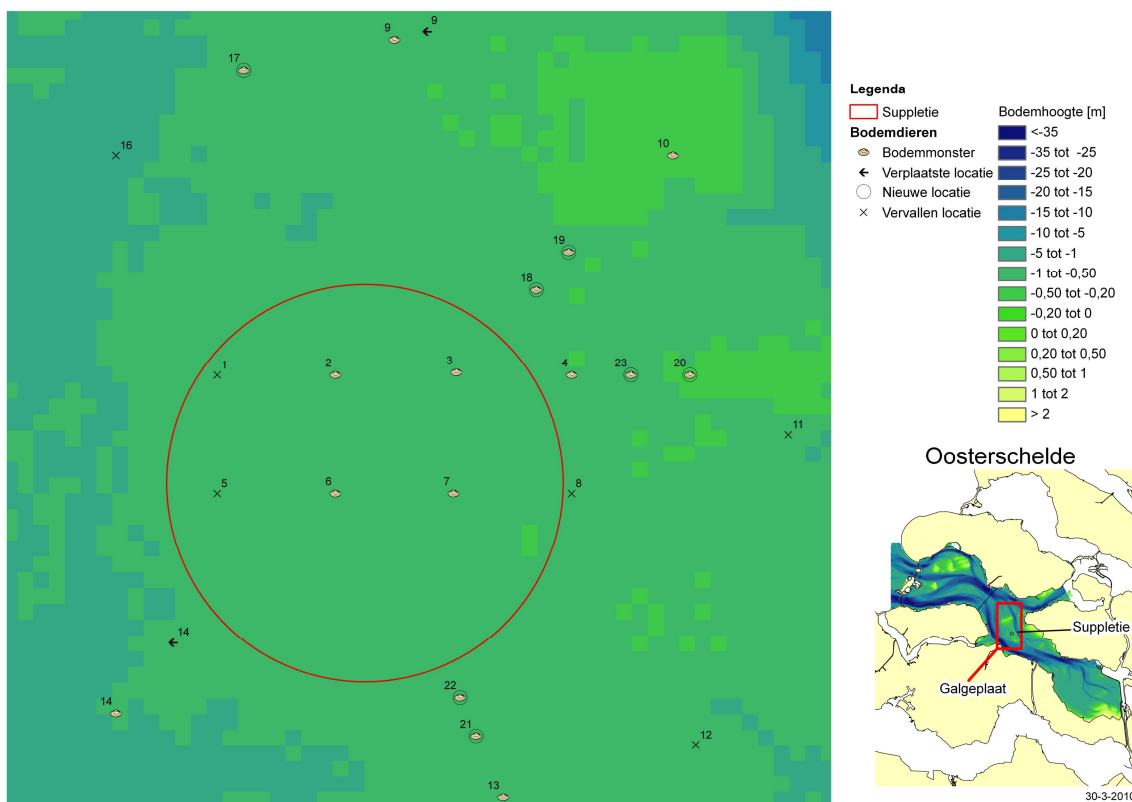 9
9
17
16
10
19
18
1
2
3
4
23
20
11
5
6
7
8
14
14
22
21
12
13
Legenda
Suppletie
Bodemdieren
Bodemmonster
Verplaatste locatie
Nieuwe locatie
Vervallen locatie
Bodemhoogte [m]
<-35
-35 tot -25
-25 tot -20
-20 tot -15
-15 tot -10
-10 tot -5
-5 tot -1
-1 tot -0,50
-0,50 tot -0,20
-0,20 tot 0
0 tot 0,20
0,20 tot 0,50
0,50 tot 1
1 tot 2
> 2
Oosterschelde
Suppletie
Galgeplaat
30-3-2010